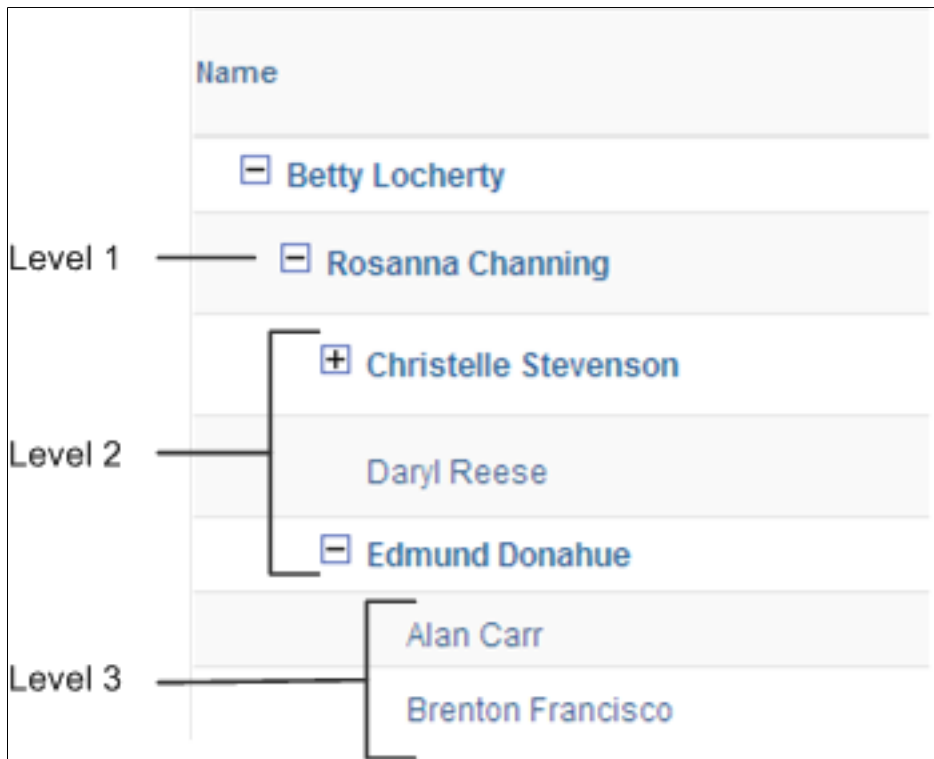 Name
Betty Locherty
Level 1
Rosanna Channing
Christelle Stevenson
Level 2
Daryl Reese
Edmund Donahue
Alan Carr
Level 3
Brenton Francisco